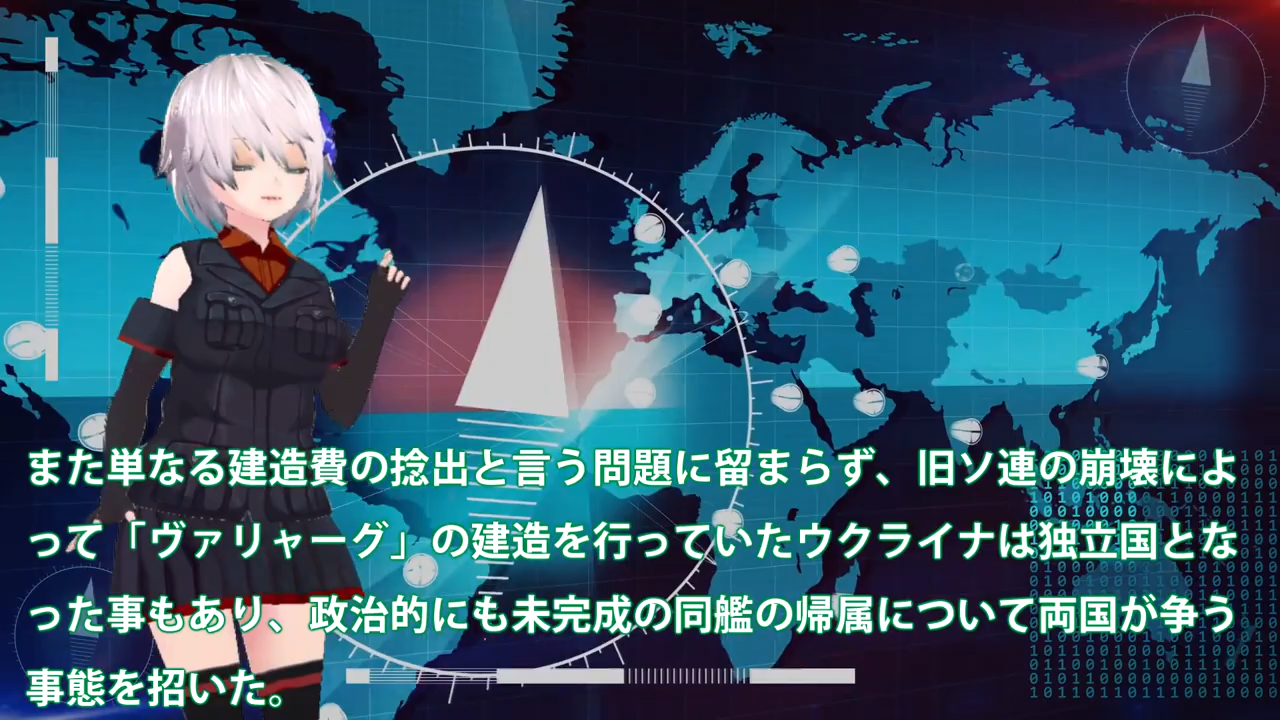 また単なる建造費の捻出と言う問題に留まらず、旧ソ連の崩壊によ
って「ヴァリャーグ」の建造を行っていたウクライナは独立国とな
った事もあり、政治的にも未完成の同艦の帰属について両国が争う
事態を招いた。